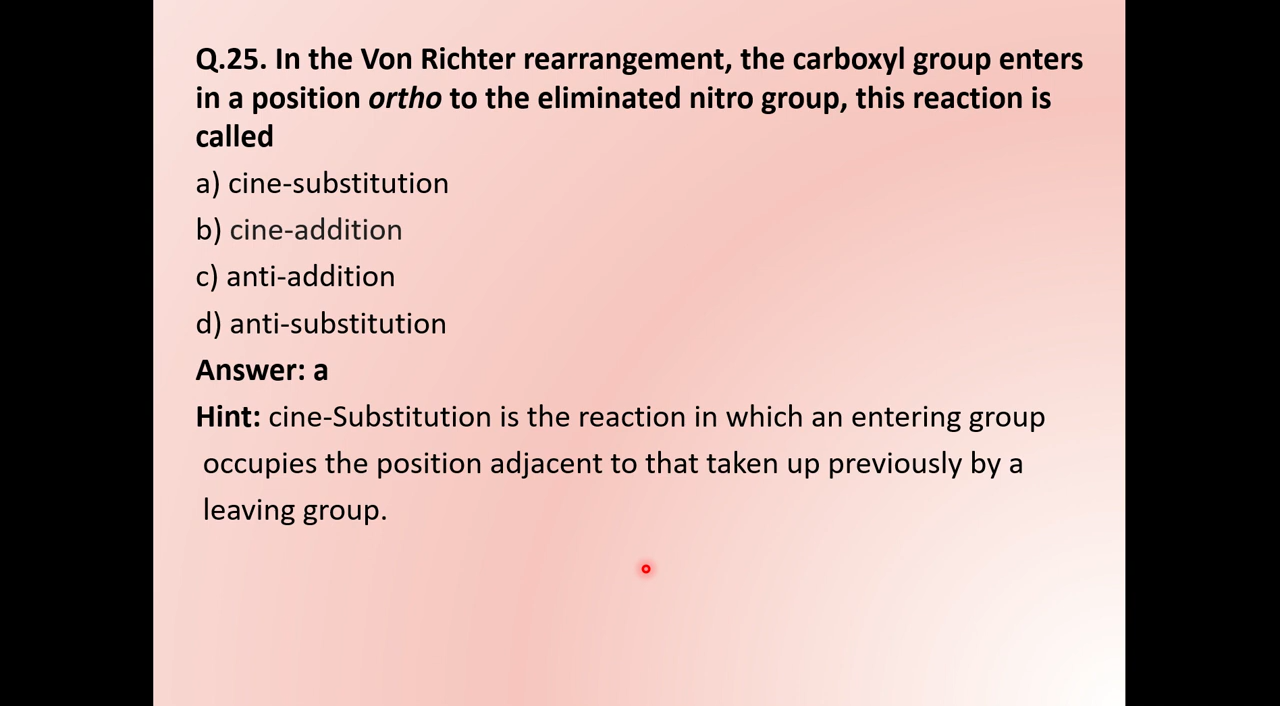 Q.25. In the Von Richter rearrangement, the carboxyl group enters
in a position ortho to the eliminated nitro group, this reaction is
called
a) cine-substitution
b) cine-addition
c) anti-addition
d) anti-substitution
Answer: a
Hint: cine-Substitution is the reaction in which an entering group
occupies the position adjacent to that taken up previously by a
leaving group.